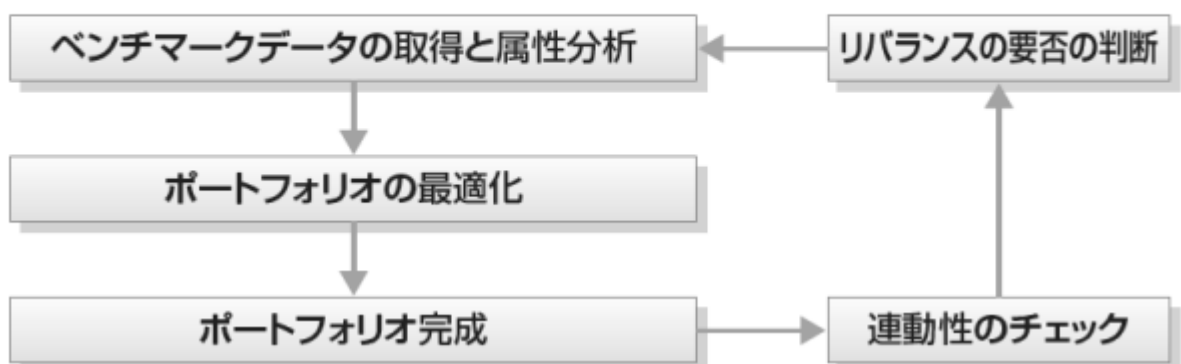 ベンチマークデータの取得と属性分析
リバランスの要否の判断
ポートフォリオの最適化
ポートフォリオ完成
連動性のチェック